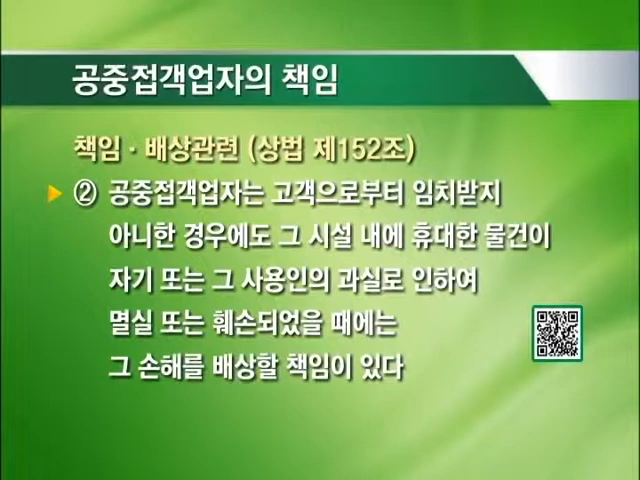 공중접객업자의 책임
책임 · 배상관련 (상법 제152조)
② 공중접객업자는 고객으로부터 임치받지
아니한 경우에도 그 시설 내에 휴대한 물건이
자기 또는 그 사용인의 과실로 인하여
멸실 또는 훼손되었을 때에는
그 손해를 배상할 책임이 있다